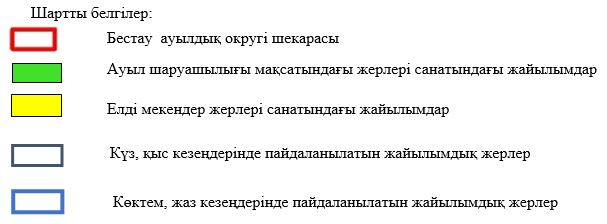 Шартты белгілер:
Бестау ауылдық округі шекарасы
Ауыл шаруашылығы мақсатындағы жерлері санатындағы жайылымдар
Елді мекендер жерлері санатындағы жайылымдар
Күз, қыс кезеңдерінде пайдаланылатын жайылымдық жерлер
Көктем, жаз кезеңдерінде пайдаланылатын жайылымдық жерлер